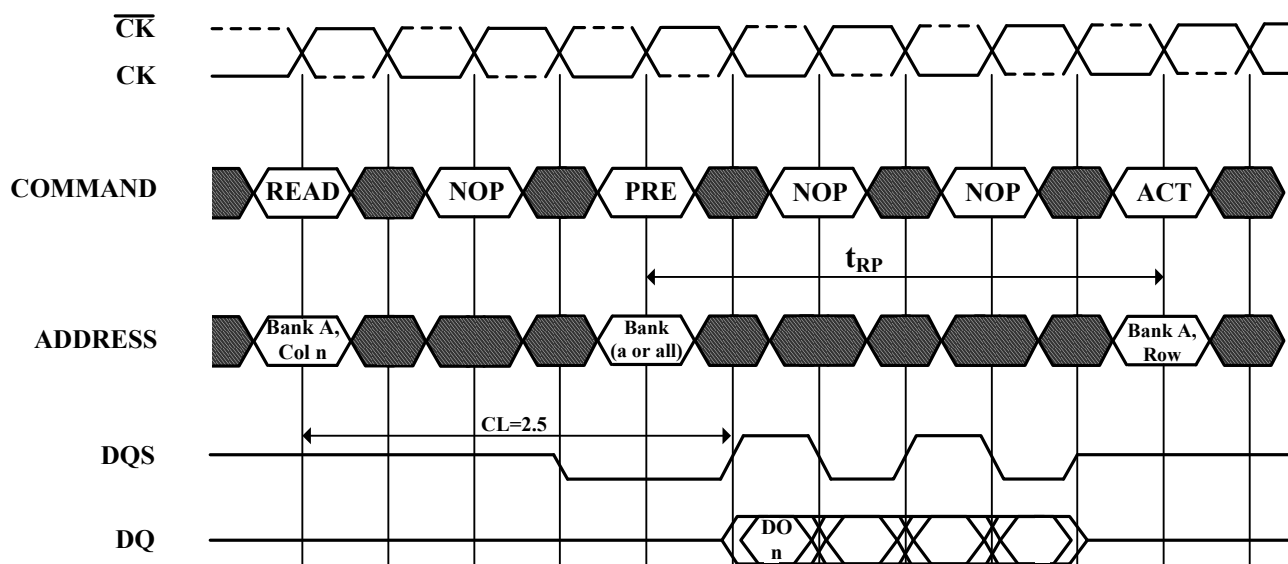 CK
CK
COMMAND READ NOP PRE NOP NOP ACT
tRP
ADDRESS Bank A, Col n Bank (a or all) Bank A, Row
CL=2.5
DQS
DQ DO n